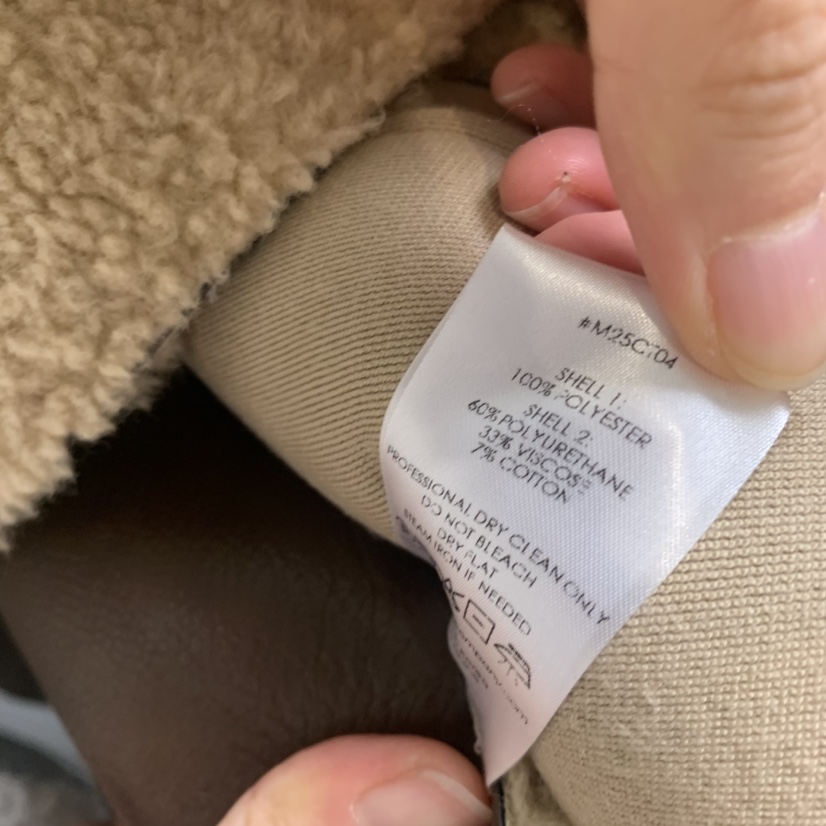 SHELL 1:
100% POLYESTER
SHELL 2:
60% POLYURETHANE
33% VISCOSE
7% COTTON
PROFESSIONAL DRY CLEAN ONLY
DO NOT BLEACH
DRY FLAT
STEAM IRON IF NEEDED